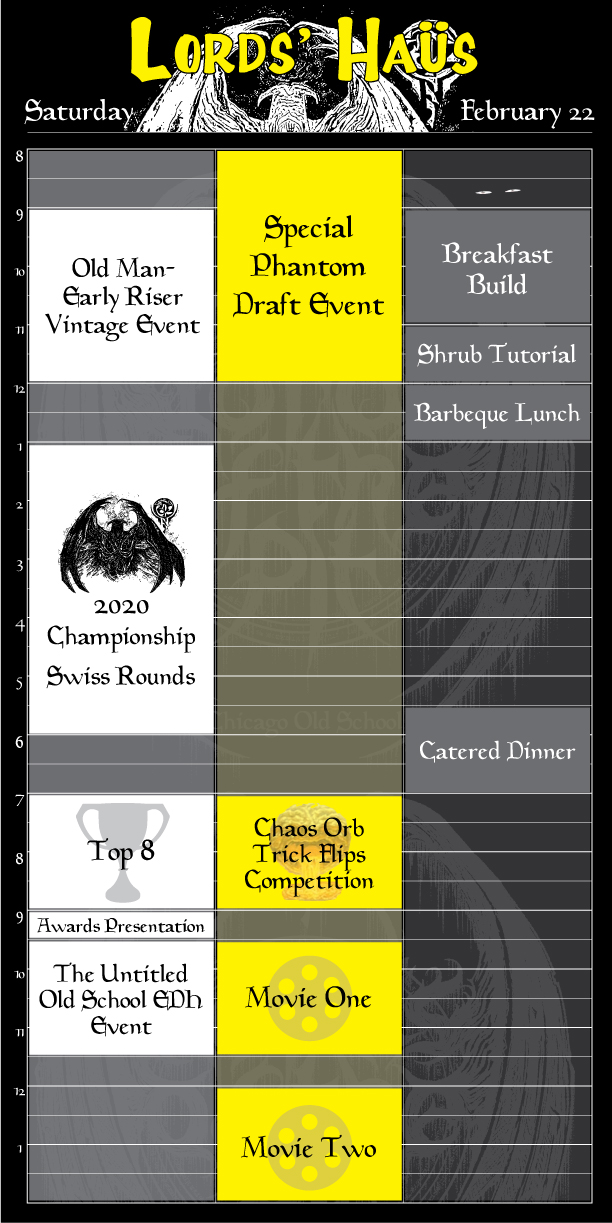 LORDS' HAÜS
Saturday
February 22
8
9
10
11
12
1
2
3
4
5
6
7
8
9
10
11
12
1
Old Man-
Early Riser
Vintage Event
2020
Championship
Swiss Rounds
Top 8
Awards Presentation
The Untitled
Old School EDH
Event
Special
Phantom
Draft Event
Chicago Old School
Chaos Orb
Trick Flips
Competition
Movie One
Movie Two
Breakfast
Build
Shrub Tutorial
Barbeque Lunch
Catered Dinner